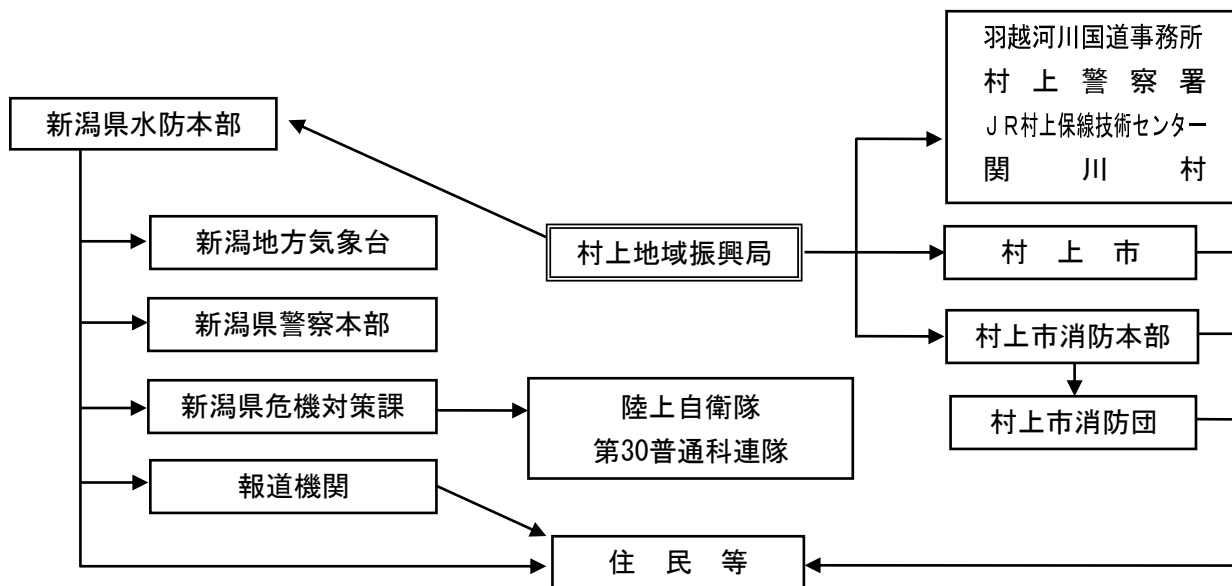 羽越河川国道事務所
村上警察署
JR村上保線技術センター
関川村
新潟県水防本部
新潟地方気象台
村上地域振興局
村上市
新潟県警察本部
村上市消防本部
新潟県危機対策課
陸上自衛隊
第30普通科連隊
村上市消防団
報道機関
住民等